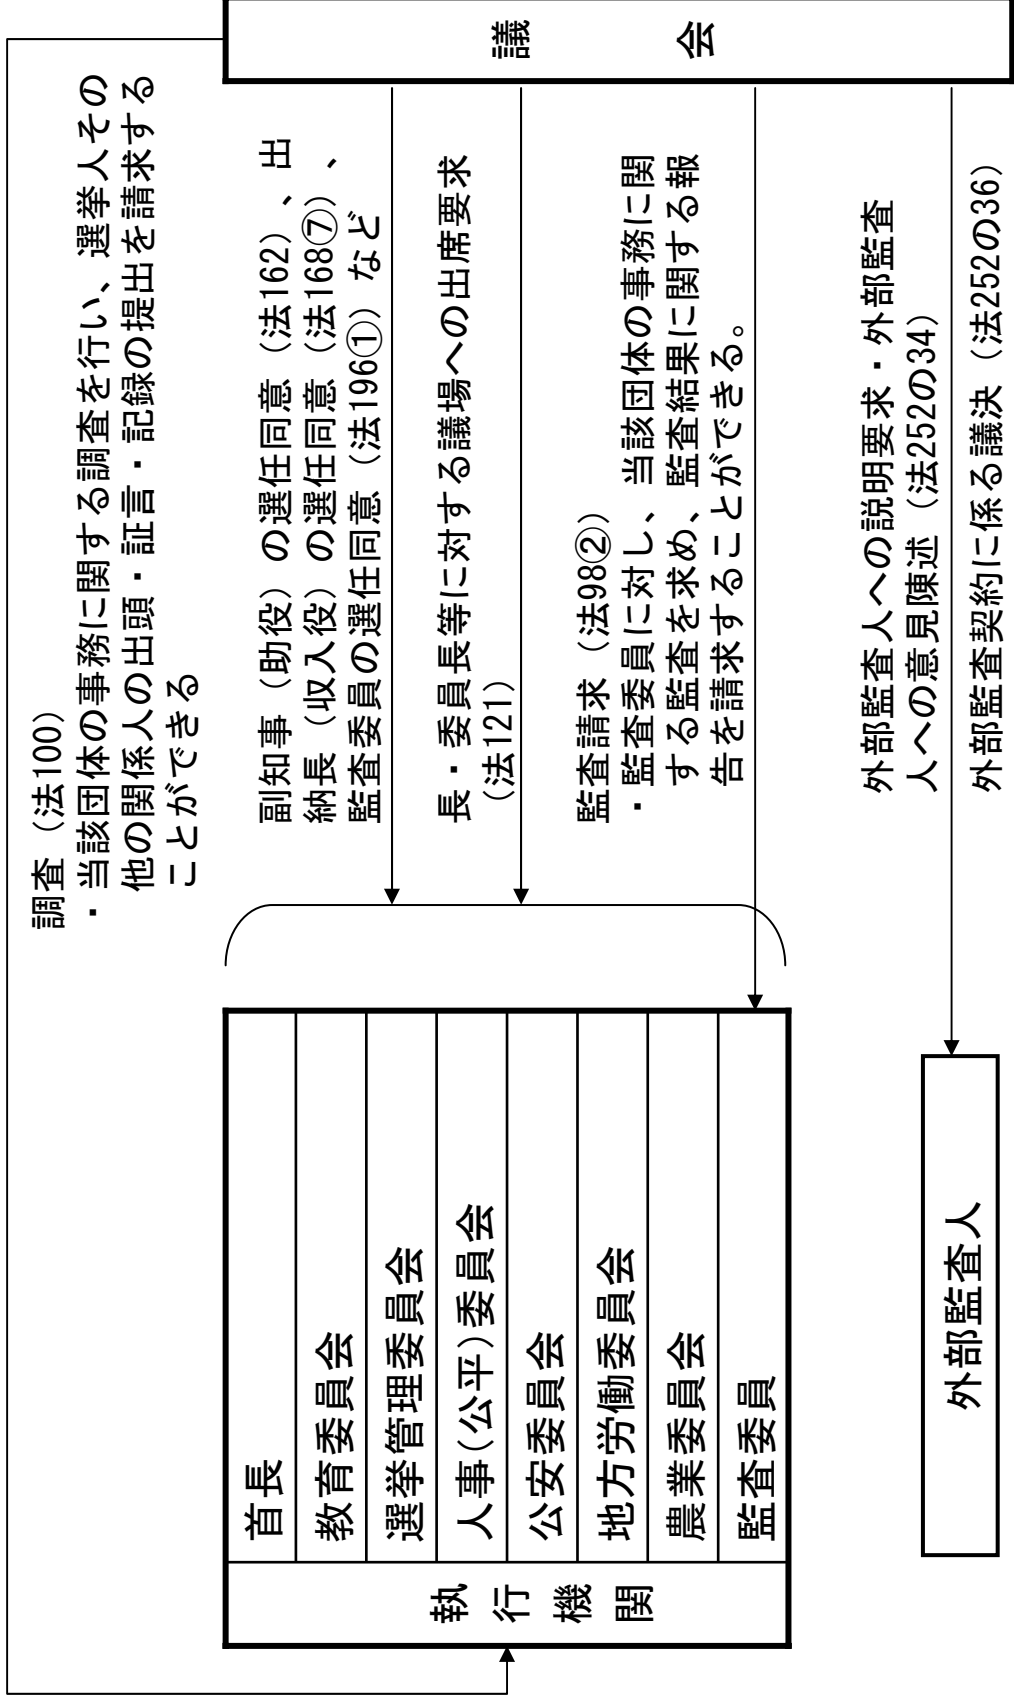 調査（法100）
・当該団体の事務に関する調査を行い、選挙人その
他の関係人の出頭・証言・記録の提出を請求する
ことができる
執行機関
首長
教育委員会
選挙管理委員会
人事(公平)委員会
公安委員会
地方労働委員会
農業委員会
監査委員
副知事（助役）の選任同意（法162）、出
納長（収入役）の選任同意（法168⑦）、
監査委員の選任同意（法196①）など
長・委員長等に対する議場への出席要求
（法121）
監査請求（法98②）
・監査委員に対し、当該団体の事務に関
する監査を求め、監査結果に関する報
告を請求することができる。
議会
外部監査人
外部監査人への説明要求・外部監査
人への意見陳述（法252の34）
外部監査契約に係る議決（法252の36）